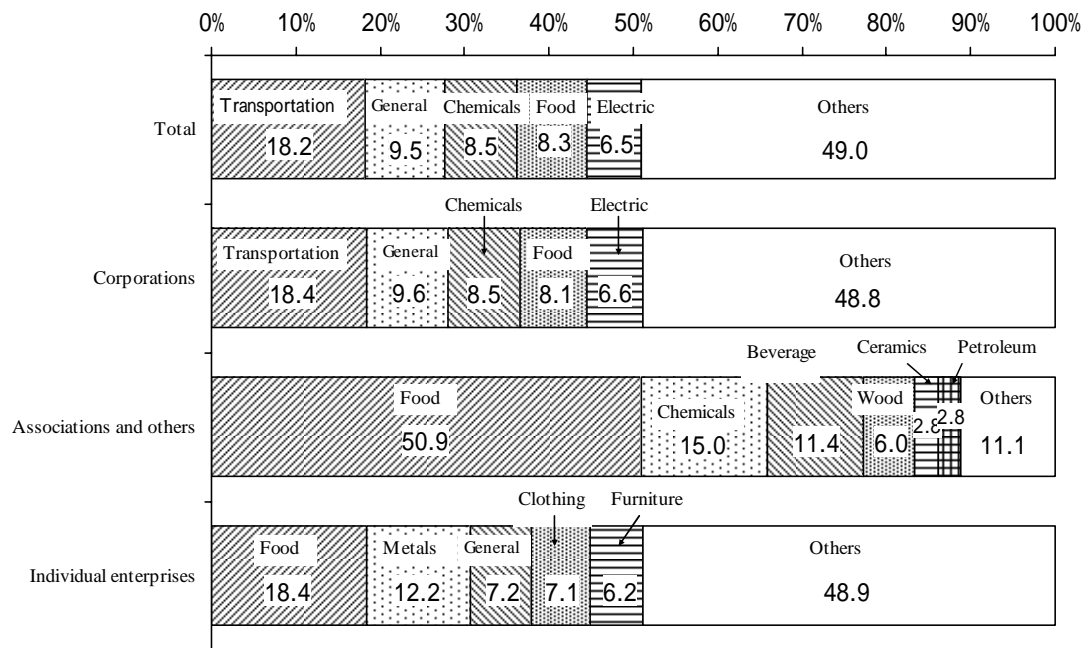 0% 10% 20% 30% 40% 50% 60% 70% 80% 90% 100%
Total
Transportation General Chemicals Food Electric Others
18.2 9.5 8.5 8.3 6.5 49.0
Chemicals Electric
Corporations
Transportation General Food Others
18.4 9.6 8.5 8.1 6.6 48.8
Beverage Ceramics Petroleum
Associations and others
Food Chemicals Wood Others
50.9 15.0 11.4 6.0 2.8 2.8 11.1
Clothing Furniture
Individual enterprises
Food Metals General Others
18.4 12.2 7.2 7.1 6.2 48.9